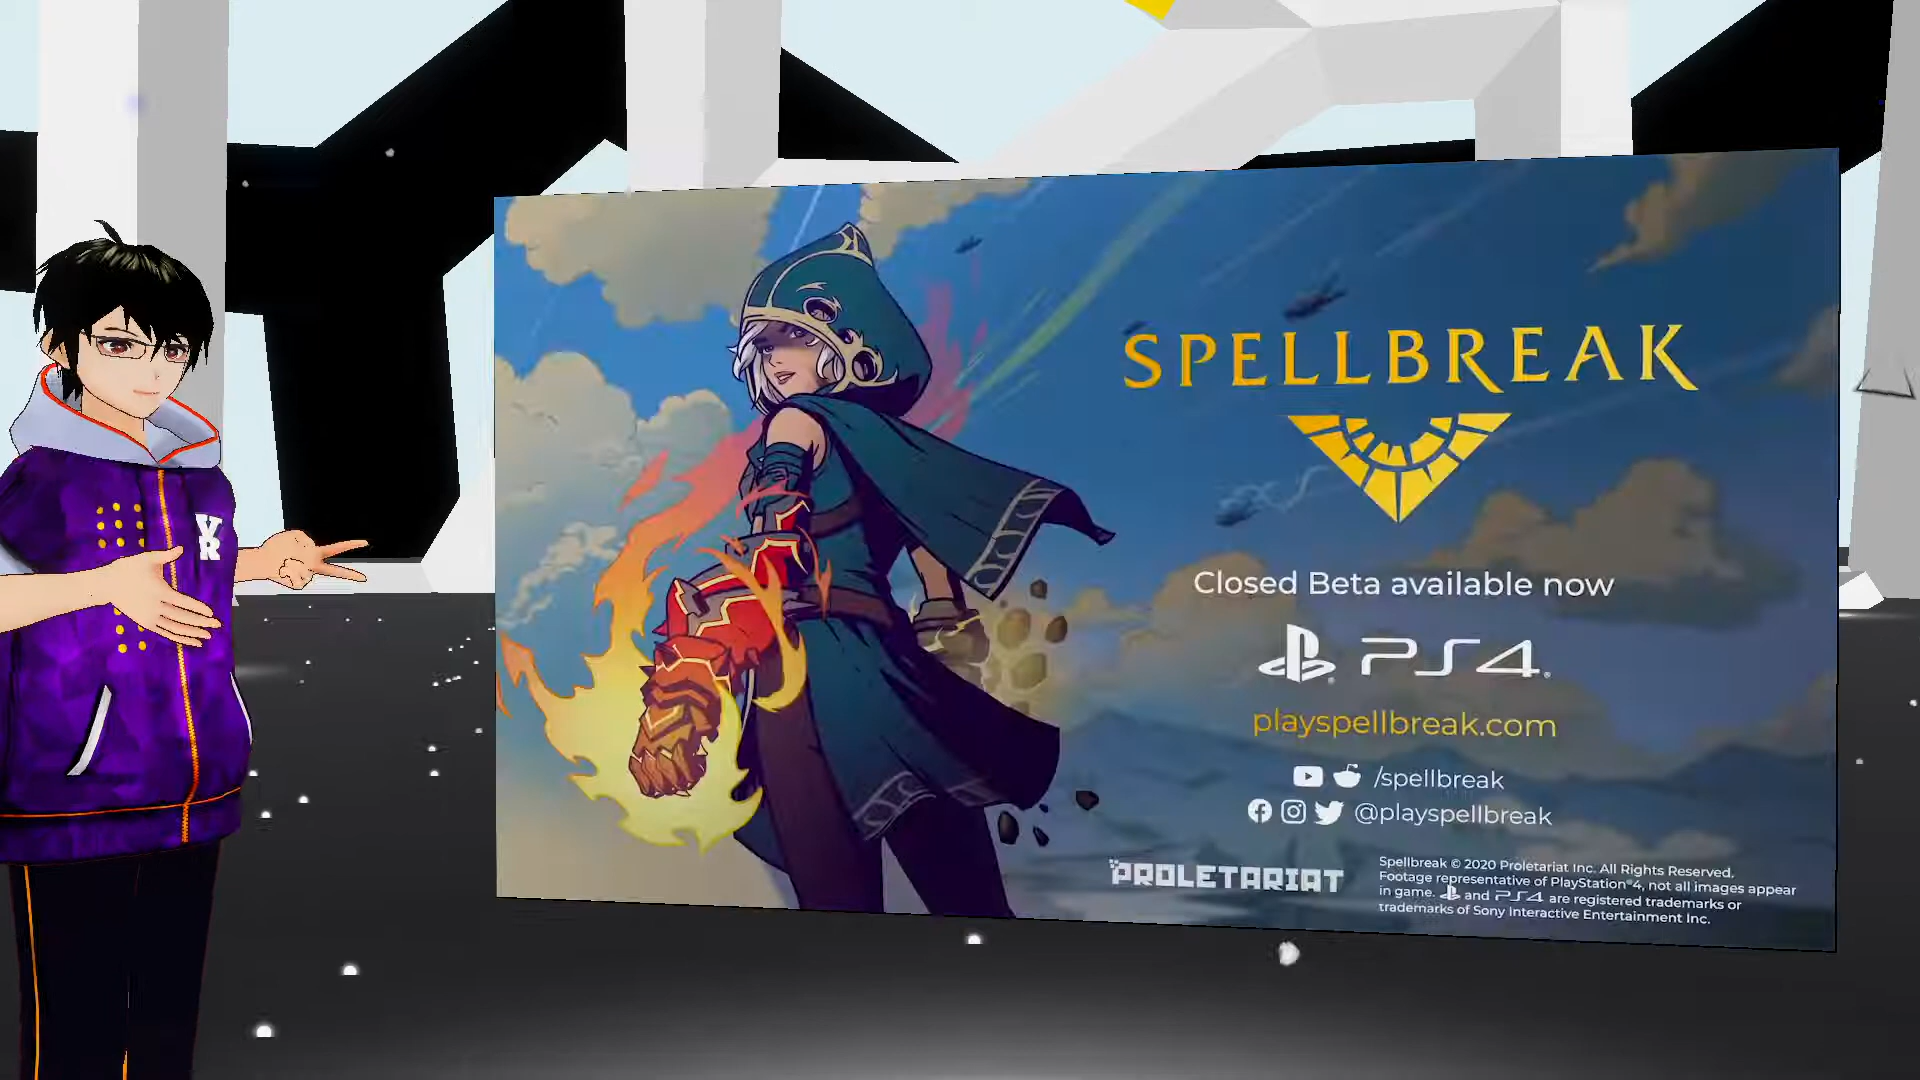 VR
SPELLBREAK
Closed Beta available now
PS4
playspellbreak.com
/spellbreak
@playspellbreak
PROLETARIAT
Spellbreak © 2020 Proletariat Inc. All Rights Reserved.
Footage representative of PlayStation®4, not all images appear
in game. and PS4 are registered trademarks or
trademarks of Sony Interactive Entertainment Inc.